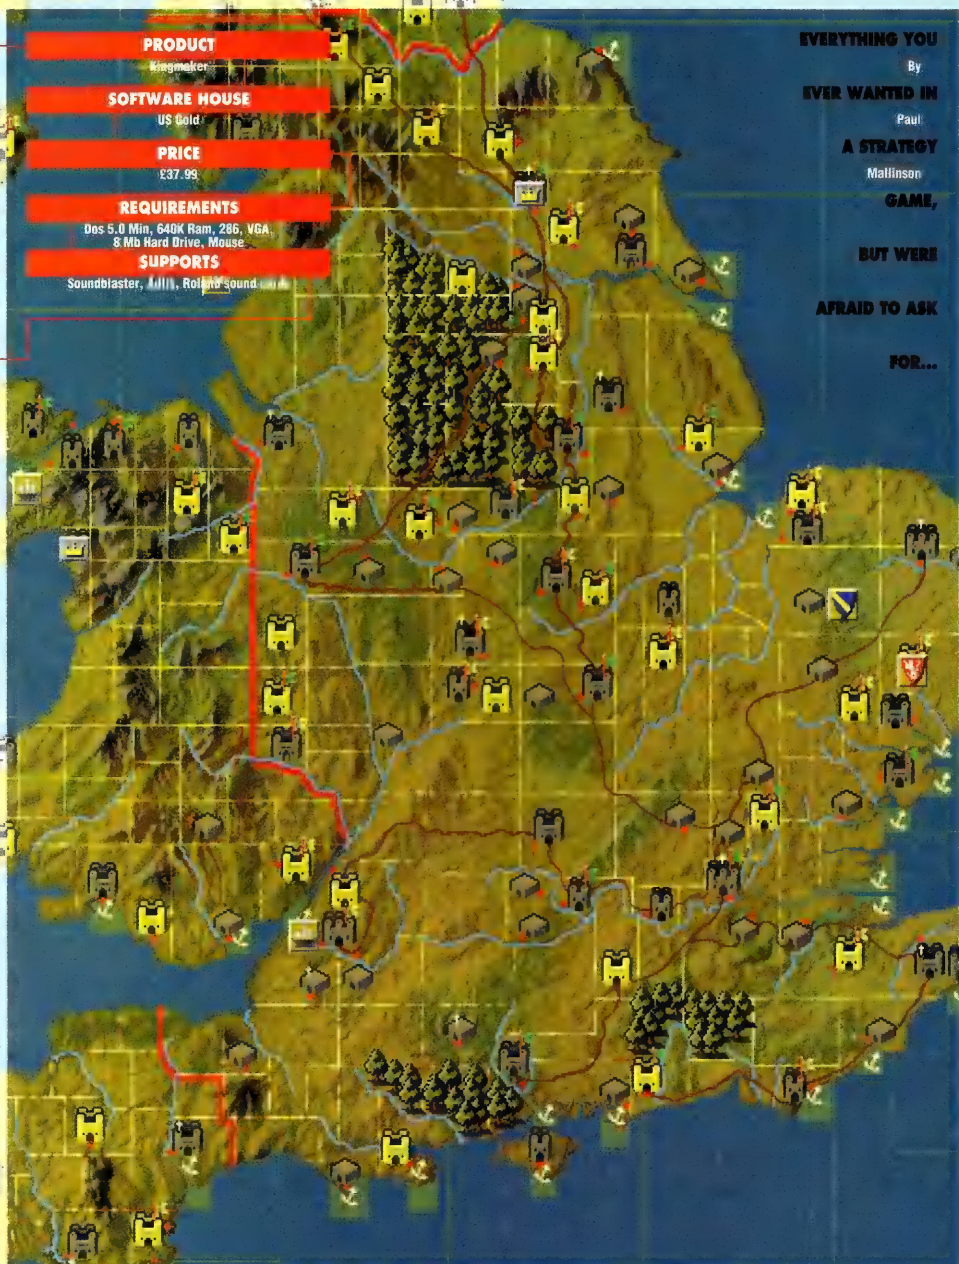 PRODUCT
Kingmaker
SOFTWARE HOUSE
US Gold
PRICE
£37.99
REQUIREMENTS
Dos 5.0 Min, 640K Ram, 286, VGA,
8 Mb Hard Drive, Mouse
SUPPORTS
Soundblaster, Roland sound
EVERYTHING YOU
By
EVER WANTED IN
Paul
A STRATEGY
Mallinson
GAME,
BUT WERE
AFRAID TO ASK
FOR...